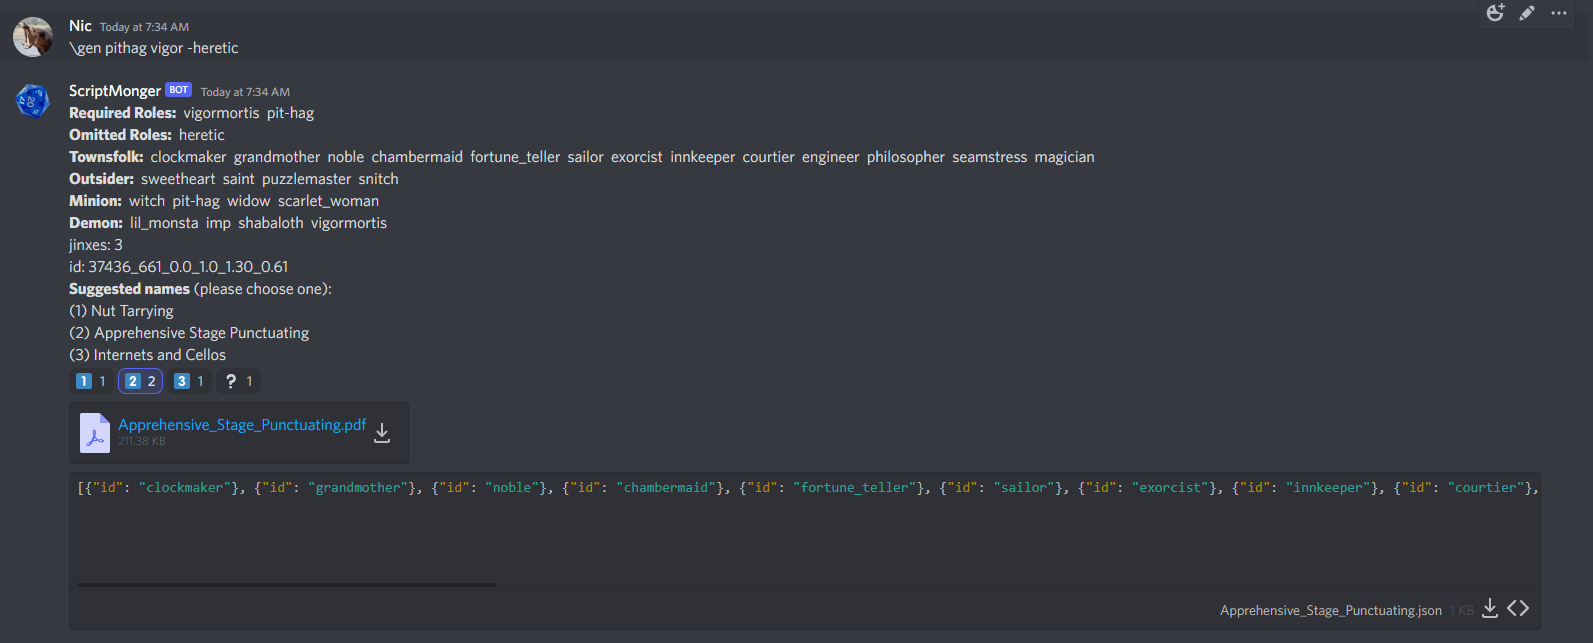 Nic Today at 7:34 AM
\gen pithag vigor -heretic
ScriptMonger BOT Today at 7:34 AM
Required Roles: vigormortis pit-hag
Omitted Roles: heretic
Townsfolk: clockmaker grandmother noble chambermaid fortune_teller sailor exorcist innkeeper courtier engineer philosopher seamstress magician
Outsider: sweetheart saint puzzlemaster snitch
Minion: witch pit-hag widow scarlet_woman
Demon: lil_monsta imp shabaloth vigormortis
jinxes: 3
id: 37436_661_0.0_1.0_1.30_0.61
Suggested names (please choose one):
(1) Nut Tarrying
(2) Apprehensive Stage Punctuating
(3) Internets and Cellos
1 1 2 2 3 1 ? 1
Apprehensive_Stage_Punctuating.pdf
211.38 KB
[{"id": "clockmaker"}, {"id": "grandmother"}, {"id": "noble"}, {"id": "chambermaid"}, {"id": "fortune_teller"}, {"id": "sailor"}, {"id": "exorcist"}, {"id": "innkeeper"}, {"id": "courtier"},
Apprehensive_Stage_Punctuating.json 1 KB